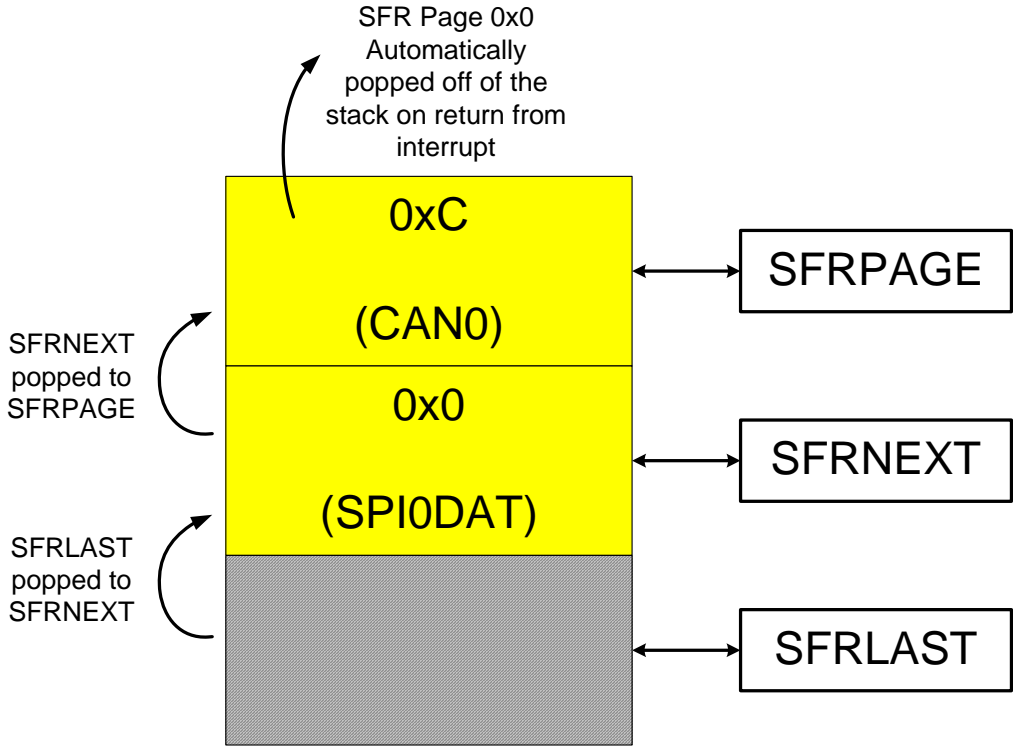 SFR Page 0x0
Automatically
popped off of the
stack on return from
interrupt
0xC
(CAN0)
SFRPAGE
SFRNEXT
popped to
SFRPAGE
0x0
(SPI0DAT)
SFRNEXT
SFRLAST
popped to
SFRNEXT
SFRLAST